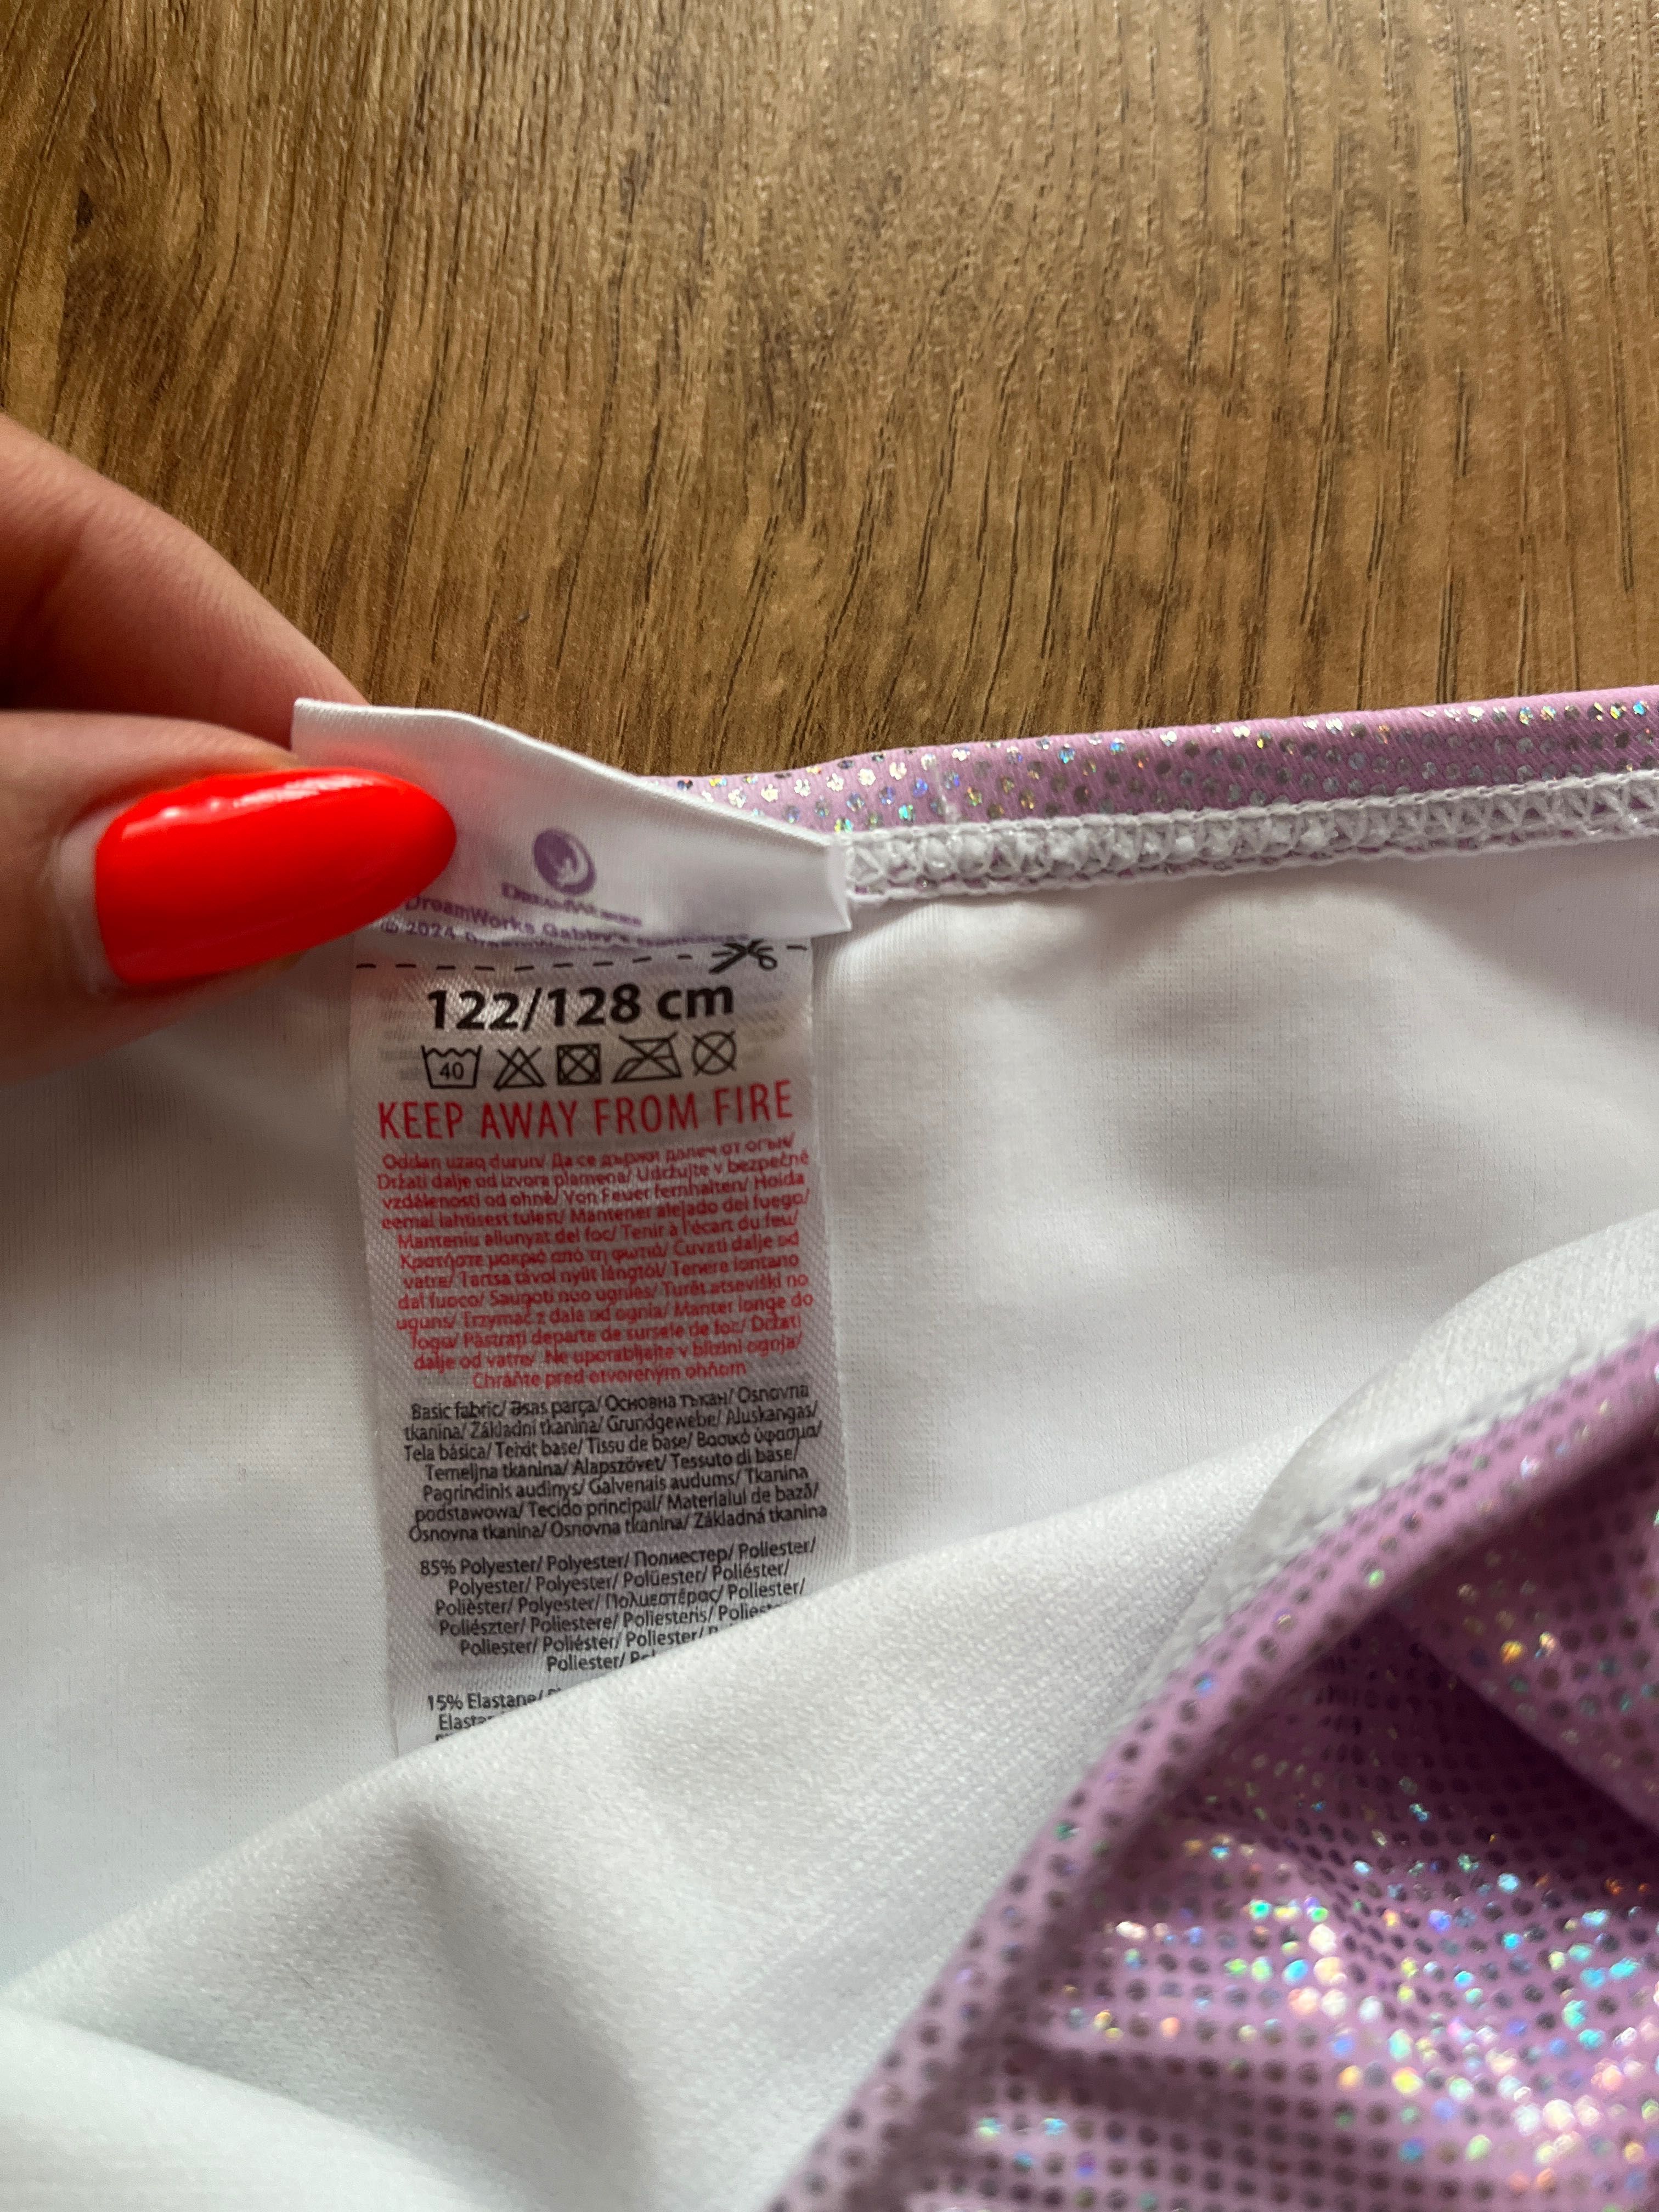 DREAMWORKS
DreamWorks Gabby's
© 2024
122/128 cm
40
KEEP AWAY FROM FIRE
Oddan uzaq durun/ Да се държи далеч от огън/
Držati dalje od izvora plamena/ Udržujte v bezpečné
vzdálenosti od ohně/ Von Feuer fernhalten/ Hoida
eemal lahtisest tulest/ Mantener alejado del fuego/
Manteniu allunyat del foc/ Tenir à l'écart du feu/
Κρατήστε μακριά από τη φωτιά/ Čuvati dalje od
vatre/ Tartsa távol nyílt lángtól/ Tenere lontano
dal fuoco/ Saugoti nuo ugnies/ Turēt atsevišķi no
uguns/ Trzymać z dala od ognia/ Manter longe do
fogo/ Păstrați departe de sursele de foc/ Držati
dalje od vatre/ Ne uporabljajte v bližini ognja/
Chráňte pred otvoreným ohňom
Basic fabric/ Əsas parça/ Основна тъкан/ Osnovna
tkanina/ Základní tkanina/ Grundgewebe/ Aluskangas/
Tela básica/ Teixit base/ Tissu de base/ Βασικό ύφασμα/
Temeljna tkanina/ Alapszövet/ Tessuto di base/
Pagrindinis audinys/ Galvenais audums/ Tkanina
podstawowa/ Tecido principal/ Materialul de bază/
Osnovna tkanina/ Osnovna tkanina/ Základná tkanina
85% Polyester/ Polyester/ Полиестер/ Poliester/
Polyester/ Polyester/ Polüester/ Poliéster/
Polièster/ Polyester/ Πολυεστέρας/ Poliester/
Poliészter/ Poliestere/ Poliesteris/
Poliester/ Poliéster/ Poliester/
Poliester/
15% Elastane/